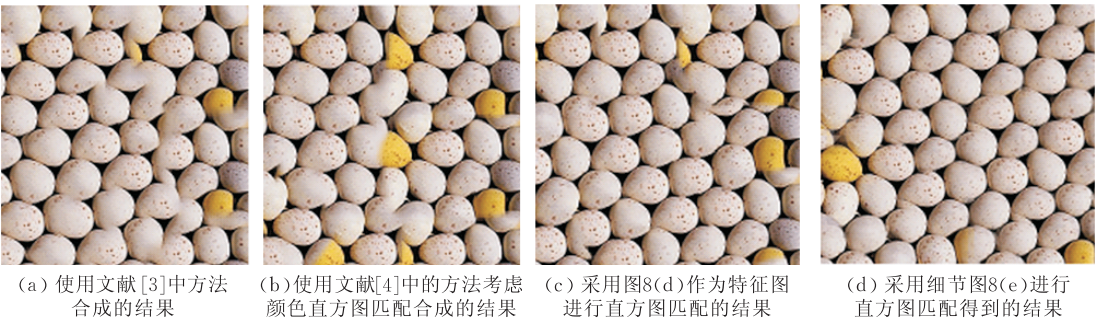 (a) 使用文献[3]中方法
合成的结果
(b)使用文献[4]中的方法考虑
颜色直方图匹配合成的结果
(c) 采用图8(d)作为特征图
进行直方图匹配的结果
(d) 采用细节图8(e)进行
直方图匹配得到的结果